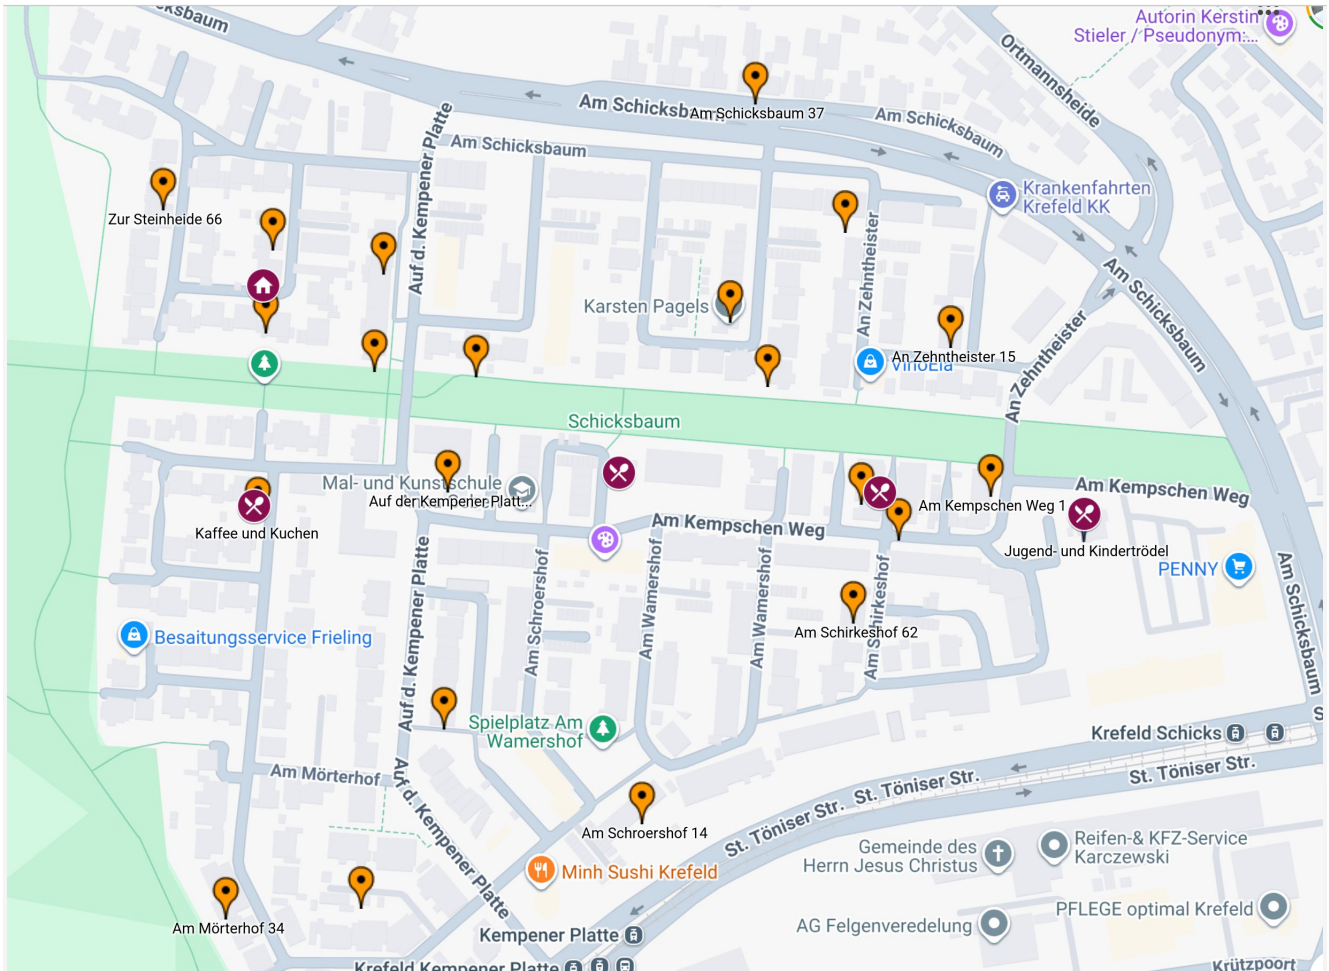 ksbaum
Autorin Kerstin
Stieler / Pseudonym:...
Ortmannsheide
Am Schicksb
Am Schicksbaum 37
Am Schicksbaum
Am Schicksbaum
Auf d. Kempener Platte
Krankenfahrten
Krefeld KK
Zur Steinheide 66
An Zehntheister
Am Schicksbaum
Karsten Pagels
An Zehntheister 15
VinoEla
An Zehntheister
Schicksbaum
Mal- und Kunstschule
Auf der Kempener Platt...
Am Kempschen Weg
Am Kempschen Weg 1
Kaffee und Kuchen
Am Kempschen Weg
Jugend- und Kindertrödel
PENNY
Am Schicksbaum
Auf d. Kempener Platte
Am Schroershof
Am Wamershof
Am Wamershof
Am Schirkeshof
Am Schirkeshof 62
Besaitungsservice Frieling
Spielplatz Am
Wamershof
Krefeld Schicks
St. Töniser Str.
St. Töniser Str.
St. Töniser Str.
Am Mörterhof
Auf d. Kempener Platte
Am Schroershof 14
Minh Sushi Krefeld
Gemeinde des
Herrn Jesus Christus
Reifen-& KFZ-Service
Karczewski
PFLEGE optimal Krefeld
AG Felgenveredelung
Am Mörterhof 34
Kempener Platte
Krefeld Kempener Platte
Krützpoort